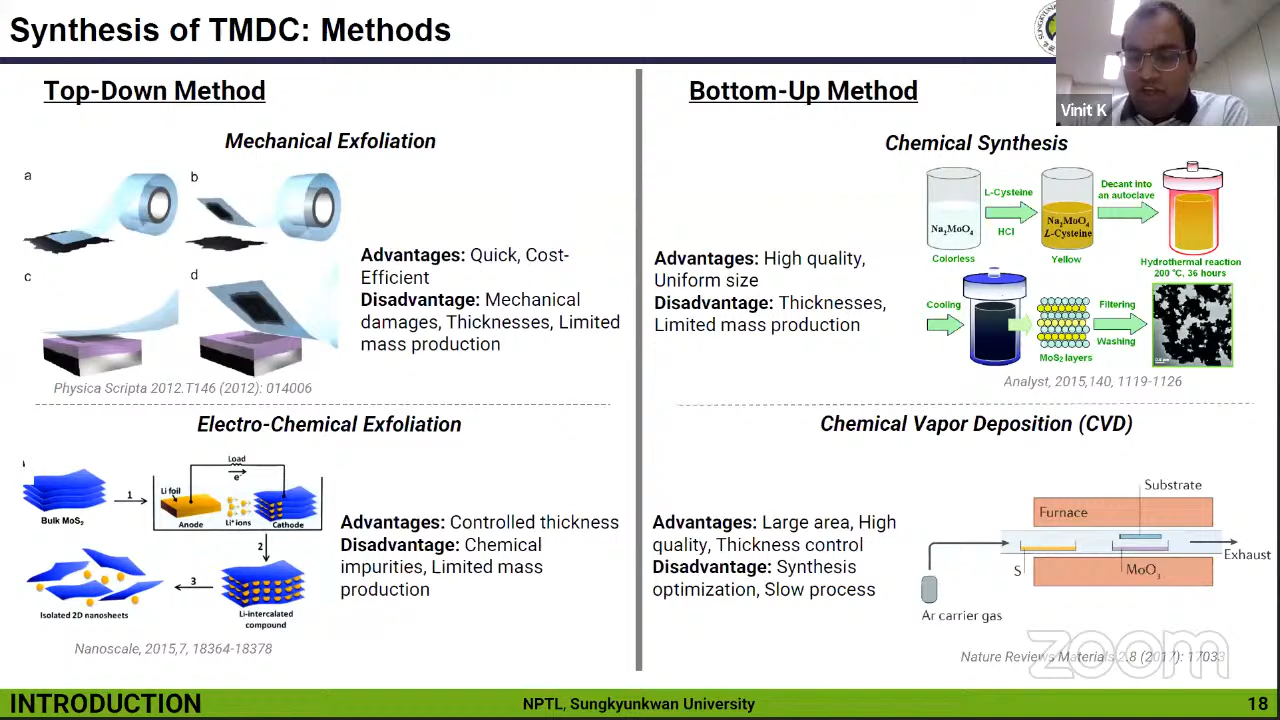 Synthesis of TMDC: Methods
Vinit K
Top-Down Method
Mechanical Exfoliation
a
b
c
d
Advantages: Quick, Cost-
Efficient
Disadvantage: Mechanical
damages, Thicknesses, Limited
mass production
Physica Scripta 2012.T146 (2012): 014006
Electro-Chemical Exfoliation
Load
e⁻
Li foil
1
Bulk MoS₂
Anode
Li⁺ ions
Cathode
2
3
Isolated 2D nanosheets
Li-intercalated
compound
Advantages: Controlled thickness
Disadvantage: Chemical
impurities, Limited mass
production
Nanoscale, 2015,7, 18364-18378
Bottom-Up Method
Chemical Synthesis
L-Cysteine
HCl
Decant into
an autoclave
Na₂MoO₄
Na₂MoO₄
L-Cysteine
Colorless
Yellow
Hydrothermal reaction
200 °C, 36 hours
Cooling
Filtering
Washing
MoS₂ layers
Advantages: High quality,
Uniform size
Disadvantage: Thicknesses,
Limited mass production
Analyst, 2015,140, 1119-1126
Chemical Vapor Deposition (CVD)
Advantages: Large area, High
quality, Thickness control
Disadvantage: Synthesis
optimization, Slow process
Substrate
Furnace
Exhaust
S
MoO₃
Ar carrier gas
Nature Reviews Materials 2.8 (2017): 17033
zoom
INTRODUCTION
NPTL, Sungkyunkwan University
18